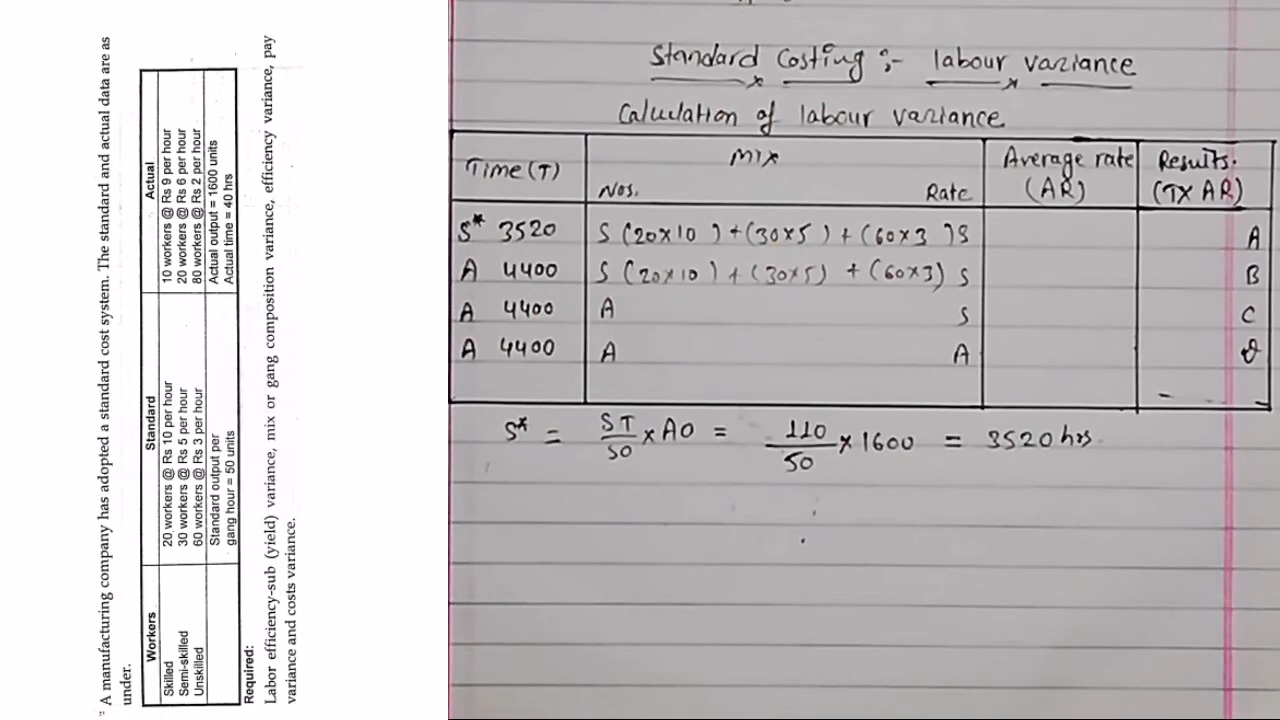 A manufacturing company has adopted a standard cost system. The standard and actual data are as
under.
Workers Standard Actual
Skilled 20 workers @ Rs 10 per hour 10 workers @ Rs 9 per hour
Semi-skilled 30 workers @ Rs 5 per hour 20 workers @ Rs 6 per hour
Unskilled 60 workers @ Rs 3 per hour 80 workers @ Rs 2 per hour
Standard output per Actual output = 1600 units
gang hour = 50 units Actual time = 40 hrs
Required:
Labor efficiency-sub (yield) variance, mix or gang composition variance, efficiency variance, pay
variance and costs variance.
Standard Costing :- labour variance
Calculation of labour variance
Time (T) Mix Average rate Results.
Nos. Rate (AR) (TX AR)
S* 3520 S (20x10) + (30x5) + (60x3) S A
A 4400 S (20x10) + (30x5) + (60x3) S B
A 4400 A S C
A 4400 A A D
S* = ST/50 x AO = 110/50 x 1600 = 3520 hrs